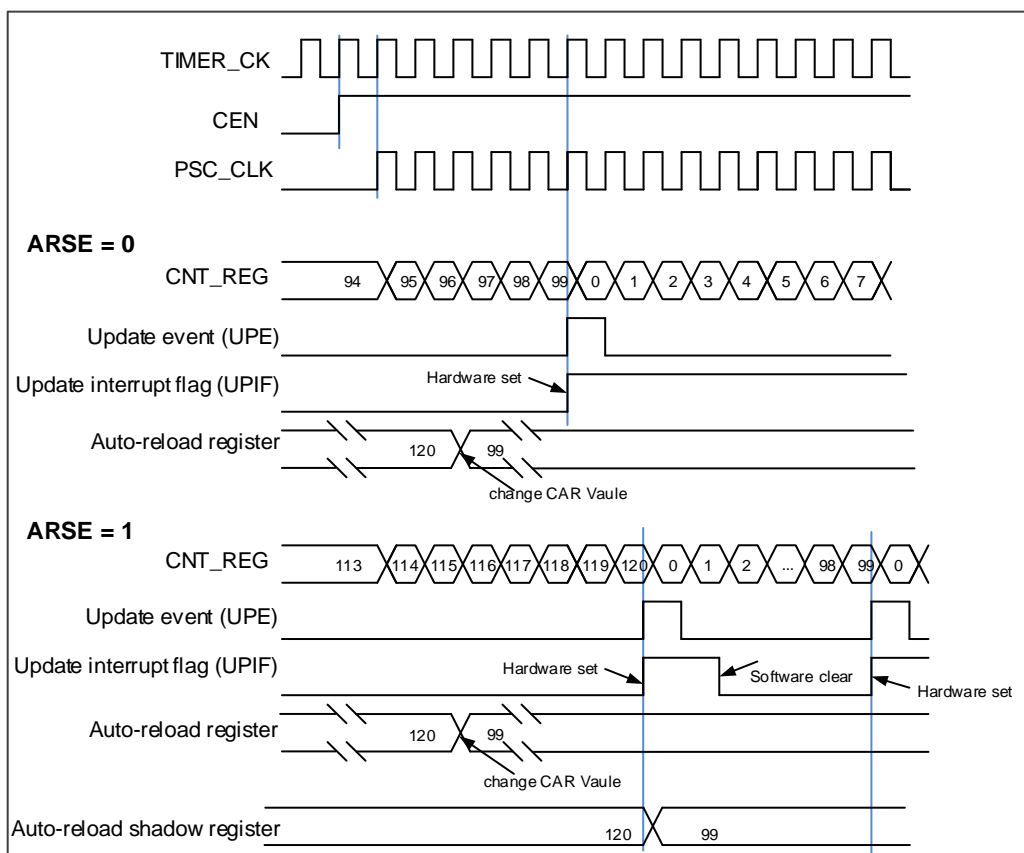 TIMER_CK
CEN
PSC_CLK
ARSE = 0
CNT_REG 94 95 96 97 98 99 0 1 2 3 4 5 6 7
Update event (UPE)
Update interrupt flag (UPIF) Hardware set
Auto-reload register 120 99
change CAR Vaule
ARSE = 1
CNT_REG 113 114 115 116 117 118 119 120 0 1 2 ... 98 99 0
Update event (UPE)
Update interrupt flag (UPIF) Hardware set Software clear Hardware set
Auto-reload register 120 99
change CAR Vaule
Auto-reload shadow register 120 99